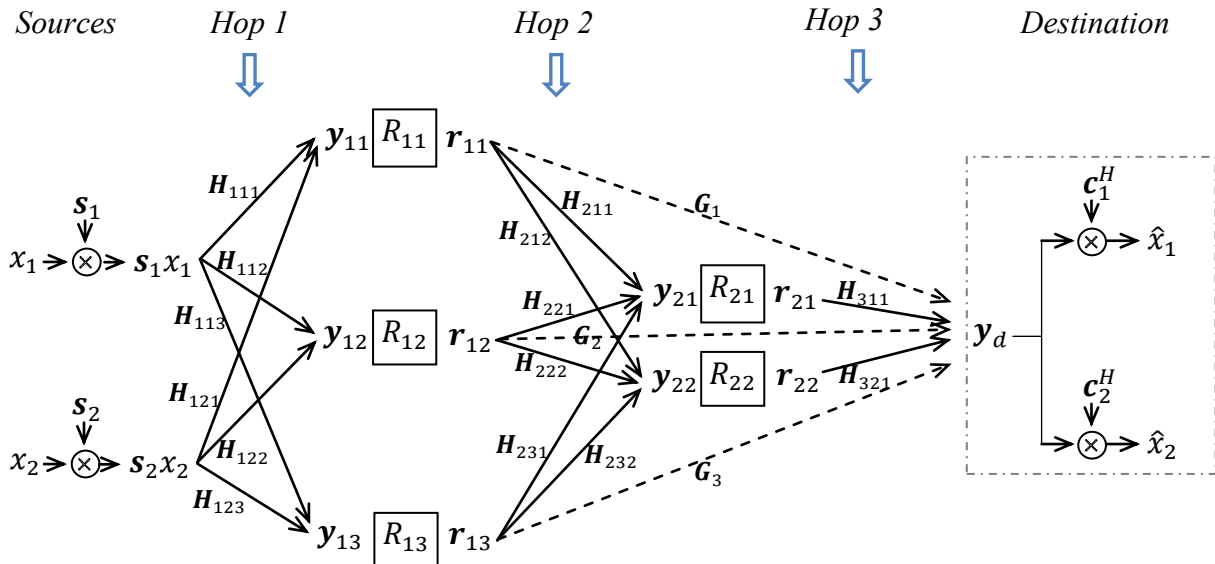 Sources Hop 1 Hop 2 Hop 3 Destination
𝒚₁₁ R₁₁ 𝒓₁₁
𝑯₁₁₁ 𝑯₂₁₁ 𝑮₁ 𝒄₁ᴴ
𝒔₁ 𝑯₂₁₂
x₁ 𝒔₁x₁ 𝑯₁₁₂ x̂₁
𝒚₂₁ R₂₁ 𝒓₂₁ 𝑯₃₁₁
𝑯₁₁₃ 𝑯₂₂₁
𝒚₁₂ R₁₂ 𝒓₁₂ 𝑮₂ 𝒚d
𝑯₂₂₂ 𝒚₂₂ R₂₂ 𝒓₂₂ 𝑯₃₂₁
𝑯₁₂₁ 𝒄₂ᴴ
𝒔₂ 𝑯₁₂₂ 𝑯₂₃₁ 𝑯₂₃₂
x₂ 𝒔₂x₂ 𝑮₃ x̂₂
𝑯₁₂₃
𝒚₁₃ R₁₃ 𝒓₁₃